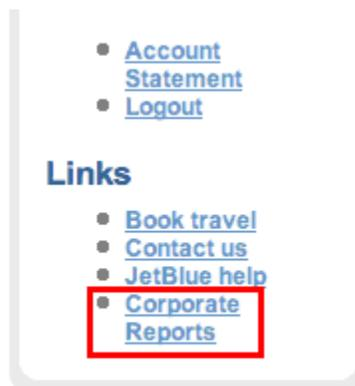 Account
Statement
Logout
Links
Book travel
Contact us
JetBlue help
Corporate
Reports